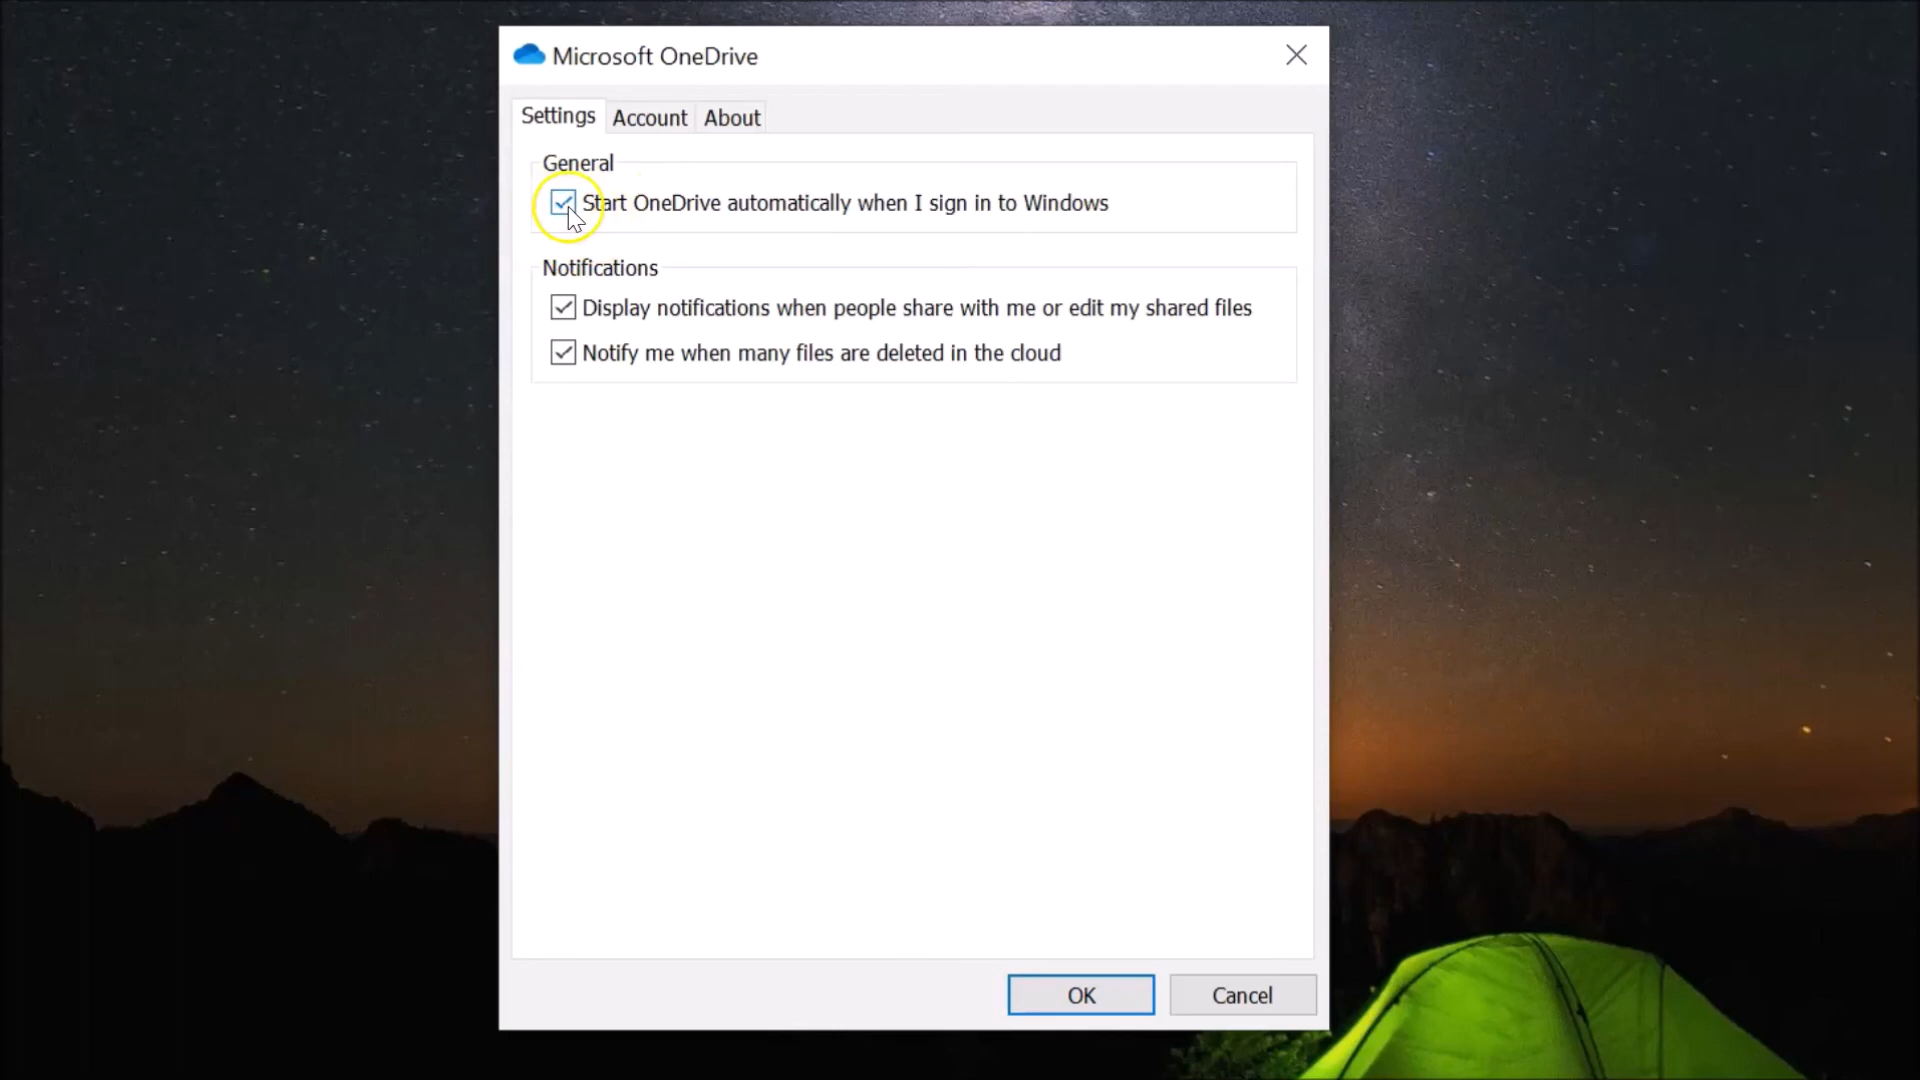 Microsoft OneDrive
Settings
Account
About
General
Start OneDrive automatically when I sign in to Windows
Notifications
Display notifications when people share with me or edit my shared files
Notify me when many files are deleted in the cloud
OK
Cancel